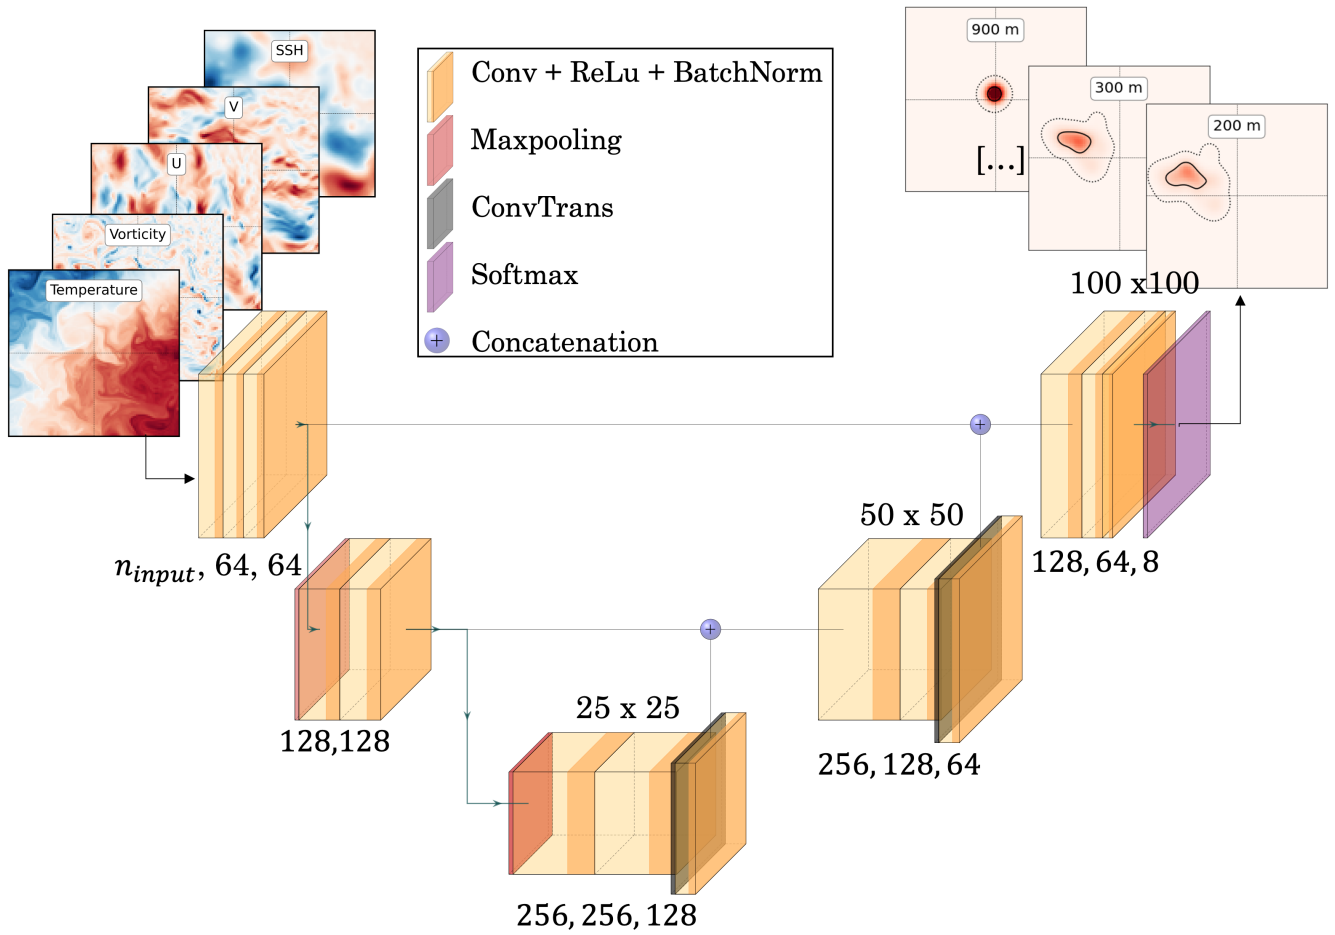 SSH
V
U
Vorticity
Temperature
Conv + ReLu + BatchNorm
Maxpooling
ConvTrans
Softmax
+ Concatenation
900 m
[...]
300 m
200 m
100 x100
+
n_input, 64, 64
128,64,8
50 x 50
+
128,128
256,128,64
25 x 25
256,256,128